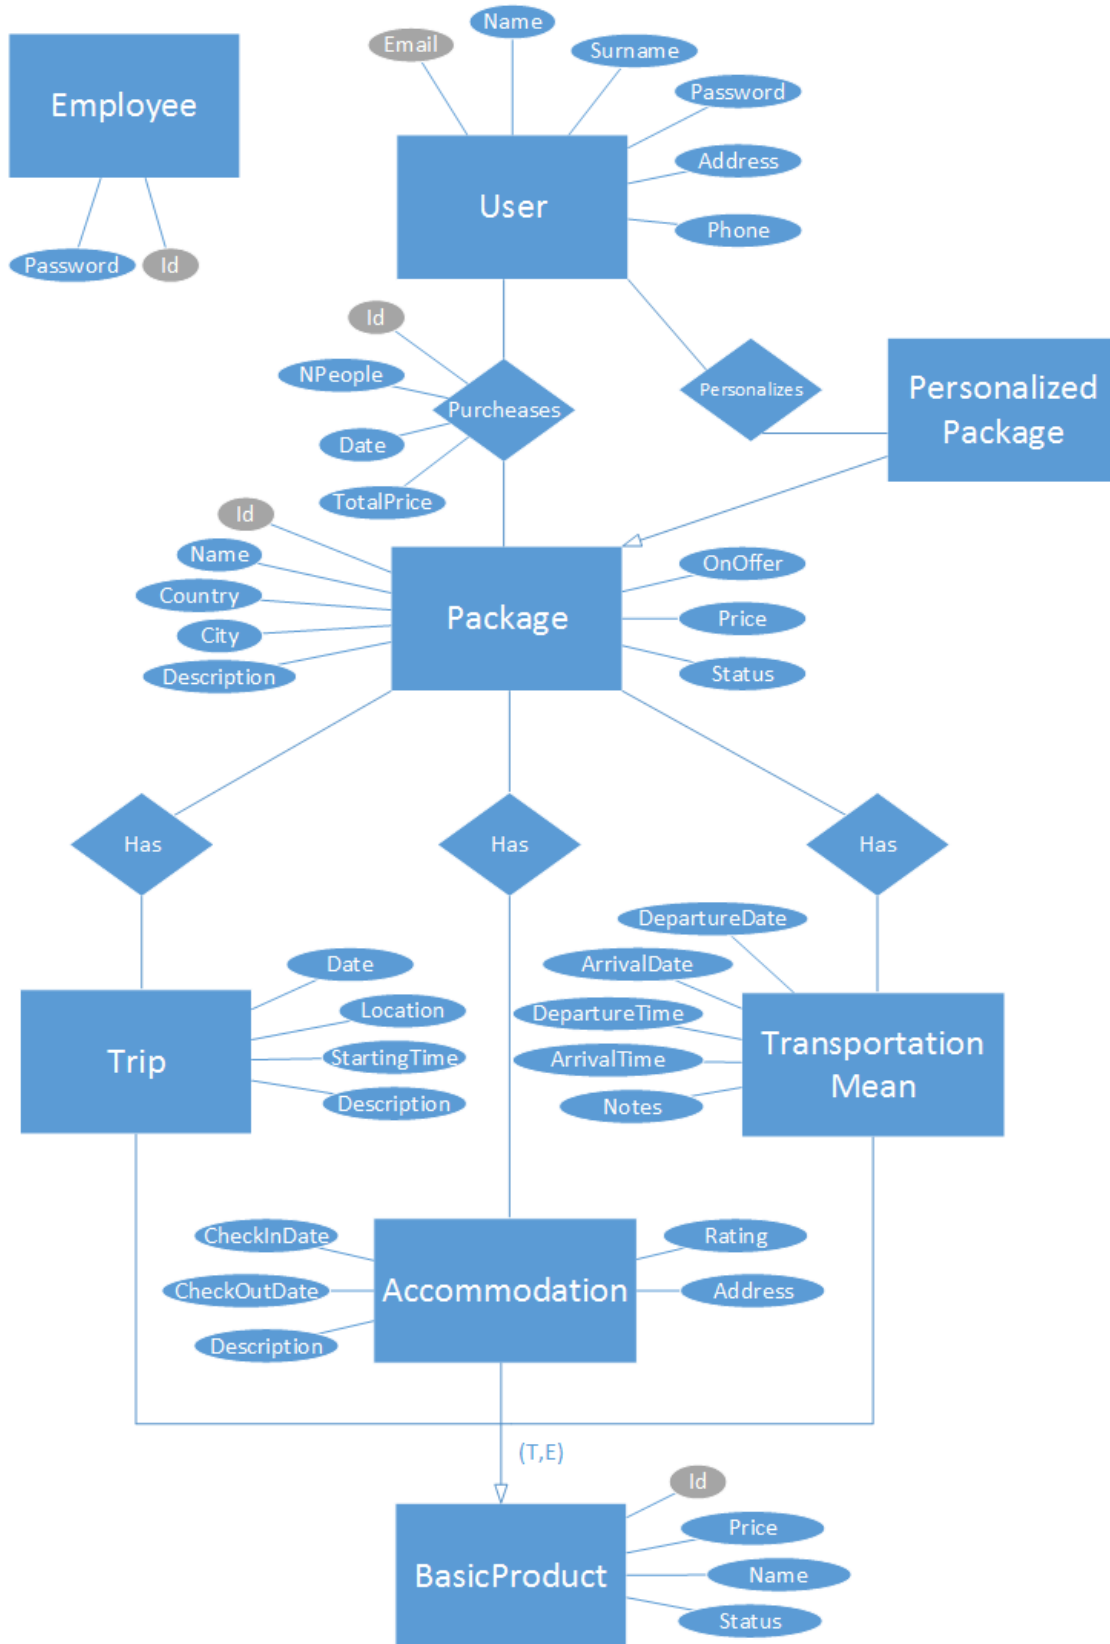 Name
Email
Surname
Employee
Password
Address
User
Phone
Password
Id
Id
NPeople
Purcheases
Personalizes
Personalized
Package
Date
TotalPrice
Id
Name
Country
City
Description
Package
OnOffer
Price
Status
Has
Has
Has
DepartureDate
Date
ArrivalDate
Location
DepartureTime
Trip
StartingTime
ArrivalTime
Transportation
Mean
Description
Notes
CheckInDate
Rating
CheckOutDate
Accommodation
Address
Description
(T,E)
Id
Price
BasicProduct
Name
Status